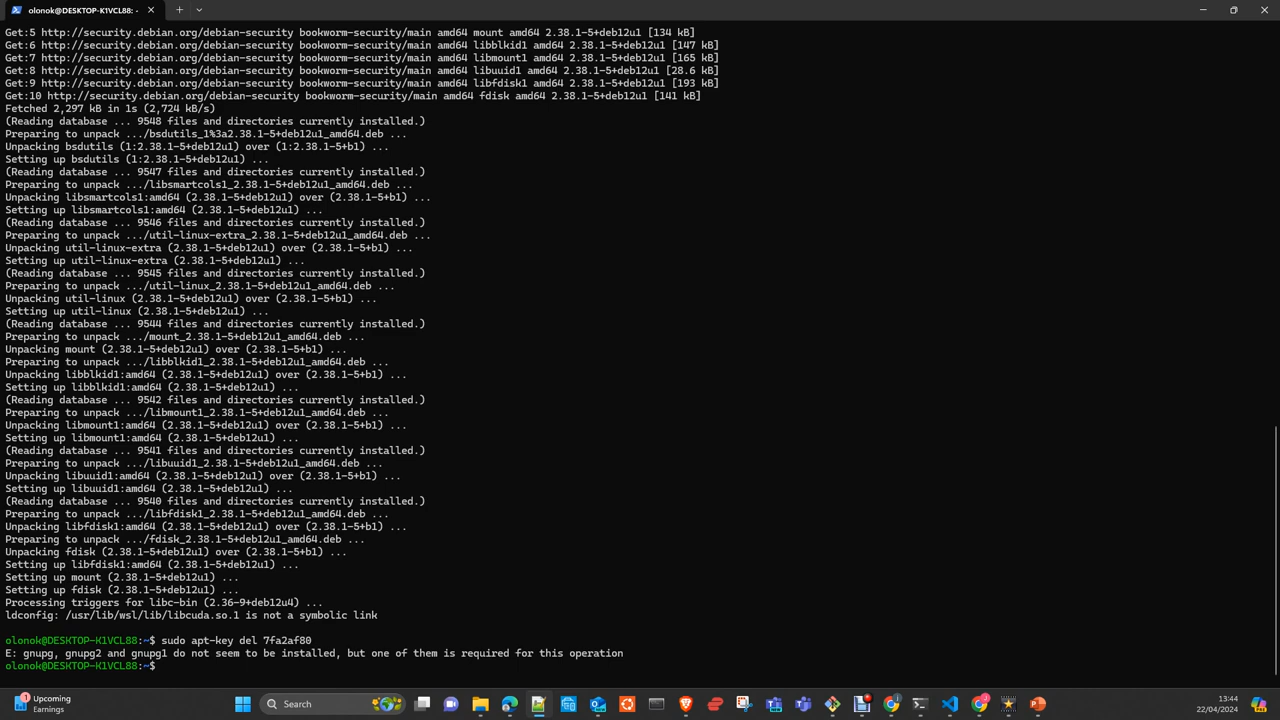 olonok@DESKTOP-K1VCL88: ~
Get:5 http://security.debian.org/debian-security bookworm-security/main amd64 mount amd64 2.38.1-5+deb12u1 [134 kB]
Get:6 http://security.debian.org/debian-security bookworm-security/main amd64 libblkid1 amd64 2.38.1-5+deb12u1 [147 kB]
Get:7 http://security.debian.org/debian-security bookworm-security/main amd64 libmount1 amd64 2.38.1-5+deb12u1 [165 kB]
Get:8 http://security.debian.org/debian-security bookworm-security/main amd64 libuuid1 amd64 2.38.1-5+deb12u1 [28.6 kB]
Get:9 http://security.debian.org/debian-security bookworm-security/main amd64 libfdisk1 amd64 2.38.1-5+deb12u1 [193 kB]
Get:10 http://security.debian.org/debian-security bookworm-security/main amd64 fdisk amd64 2.38.1-5+deb12u1 [141 kB]
Fetched 2,297 kB in 1s (2,724 kB/s)
(Reading database ... 9548 files and directories currently installed.)
Preparing to unpack .../bsdutils_1%3a2.38.1-5+deb12u1_amd64.deb ...
Unpacking bsdutils (1:2.38.1-5+deb12u1) over (1:2.38.1-5+b1) ...
Setting up bsdutils (1:2.38.1-5+deb12u1) ...
(Reading database ... 9547 files and directories currently installed.)
Preparing to unpack .../libsmartcols1_2.38.1-5+deb12u1_amd64.deb ...
Unpacking libsmartcols1:amd64 (2.38.1-5+deb12u1) over (2.38.1-5+b1) ...
Setting up libsmartcols1:amd64 (2.38.1-5+deb12u1) ...
(Reading database ... 9546 files and directories currently installed.)
Preparing to unpack .../util-linux-extra_2.38.1-5+deb12u1_amd64.deb ...
Unpacking util-linux-extra (2.38.1-5+deb12u1) over (2.38.1-5+b1) ...
Setting up util-linux-extra (2.38.1-5+deb12u1) ...
(Reading database ... 9545 files and directories currently installed.)
Preparing to unpack .../util-linux_2.38.1-5+deb12u1_amd64.deb ...
Unpacking util-linux (2.38.1-5+deb12u1) over (2.38.1-5+b1) ...
Setting up util-linux (2.38.1-5+deb12u1) ...
(Reading database ... 9544 files and directories currently installed.)
Preparing to unpack .../mount_2.38.1-5+deb12u1_amd64.deb ...
Unpacking mount (2.38.1-5+deb12u1) over (2.38.1-5+b1) ...
Preparing to unpack .../libblkid1_2.38.1-5+deb12u1_amd64.deb ...
Unpacking libblkid1:amd64 (2.38.1-5+deb12u1) over (2.38.1-5+b1) ...
Setting up libblkid1:amd64 (2.38.1-5+deb12u1) ...
(Reading database ... 9542 files and directories currently installed.)
Preparing to unpack .../libmount1_2.38.1-5+deb12u1_amd64.deb ...
Unpacking libmount1:amd64 (2.38.1-5+deb12u1) over (2.38.1-5+b1) ...
Setting up libmount1:amd64 (2.38.1-5+deb12u1) ...
(Reading database ... 9541 files and directories currently installed.)
Preparing to unpack .../libuuid1_2.38.1-5+deb12u1_amd64.deb ...
Unpacking libuuid1:amd64 (2.38.1-5+deb12u1) over (2.38.1-5+b1) ...
Setting up libuuid1:amd64 (2.38.1-5+deb12u1) ...
(Reading database ... 9540 files and directories currently installed.)
Preparing to unpack .../libfdisk1_2.38.1-5+deb12u1_amd64.deb ...
Unpacking libfdisk1:amd64 (2.38.1-5+deb12u1) over (2.38.1-5+b1) ...
Preparing to unpack .../fdisk_2.38.1-5+deb12u1_amd64.deb ...
Unpacking fdisk (2.38.1-5+deb12u1) over (2.38.1-5+b1) ...
Setting up libfdisk1:amd64 (2.38.1-5+deb12u1) ...
Setting up mount (2.38.1-5+deb12u1) ...
Setting up fdisk (2.38.1-5+deb12u1) ...
Processing triggers for libc-bin (2.36-9+deb12u4) ...
ldconfig: /usr/lib/wsl/lib/libcuda.so.1 is not a symbolic link
olonok@DESKTOP-K1VCL88:~$ sudo apt-key del 7fa2af80
E: gnupg, gnupg2 and gnupg1 do not seem to be installed, but one of them is required for this operation
olonok@DESKTOP-K1VCL88:~$
1
Upcoming
Earnings
Search
13:44
22/04/2024